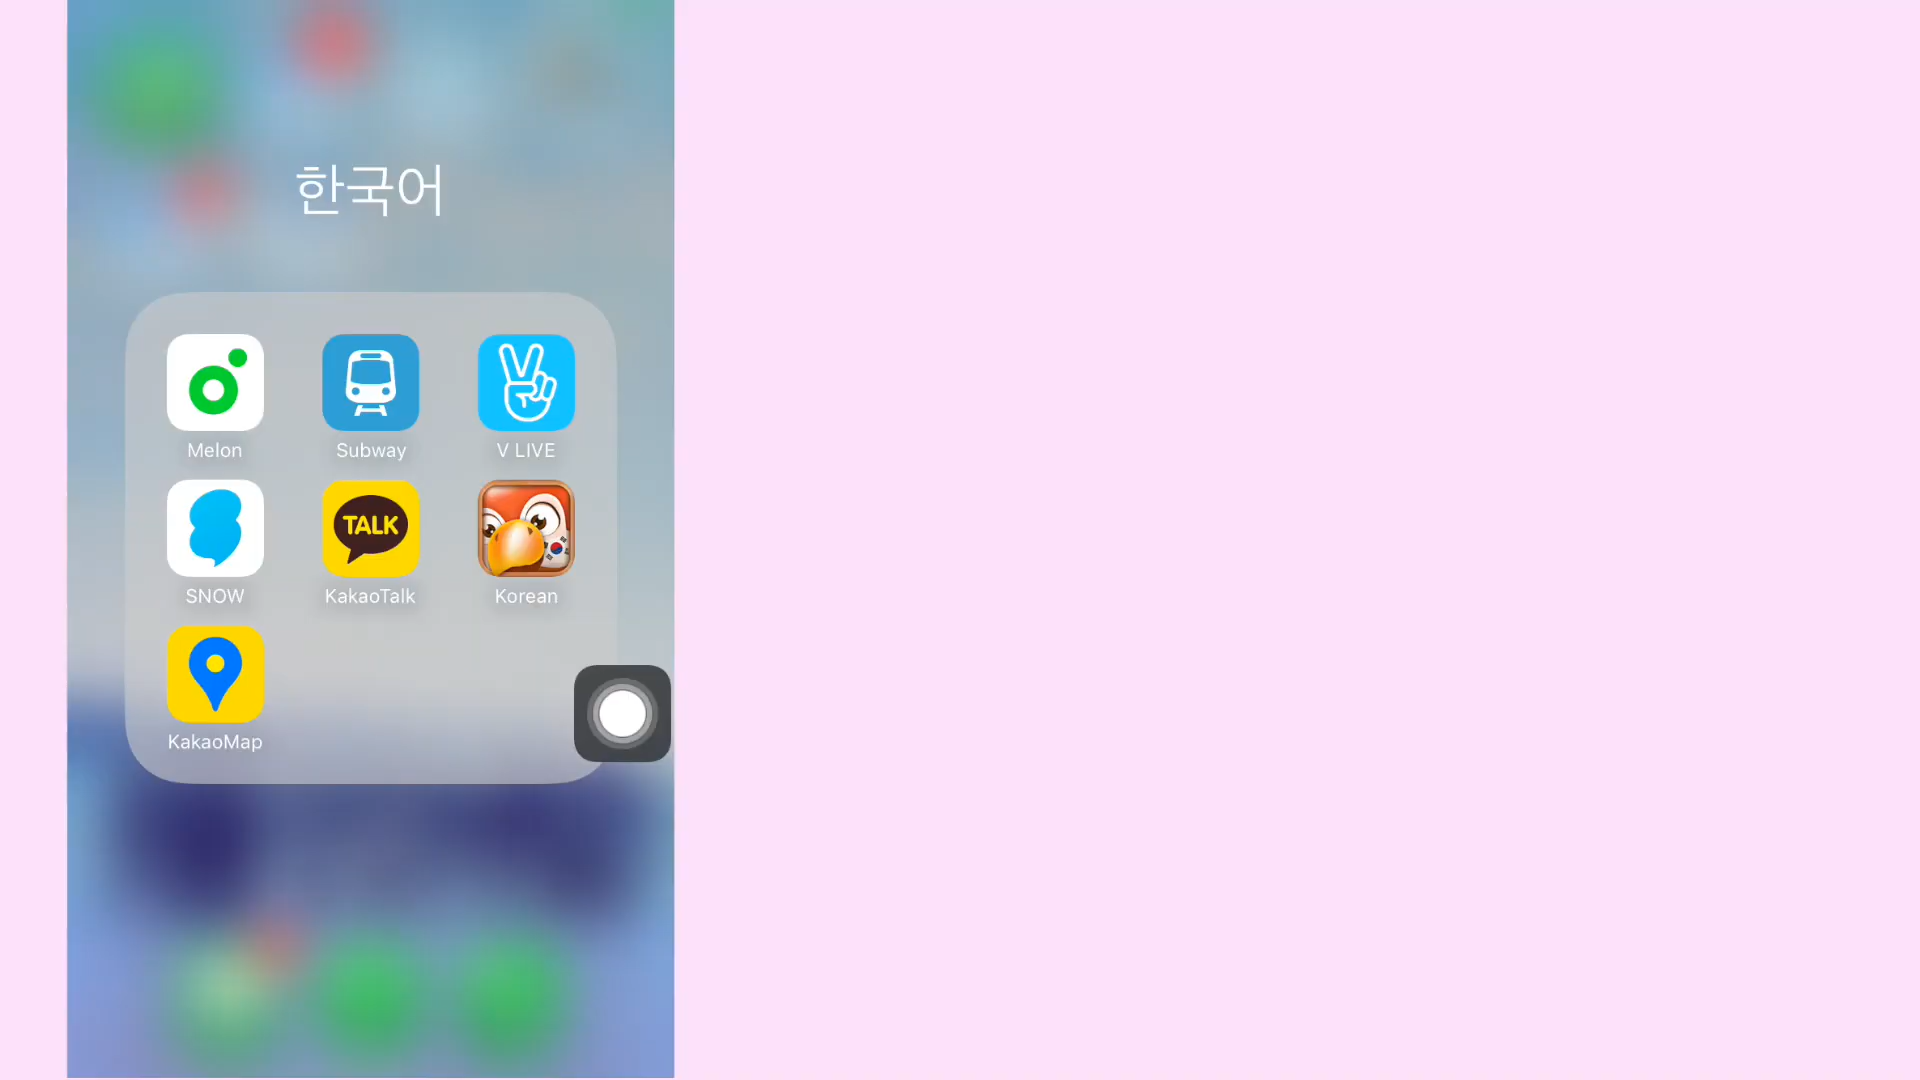 한국어
Melon
Subway
V LIVE
SNOW
TALK
KakaoTalk
Korean
KakaoMap